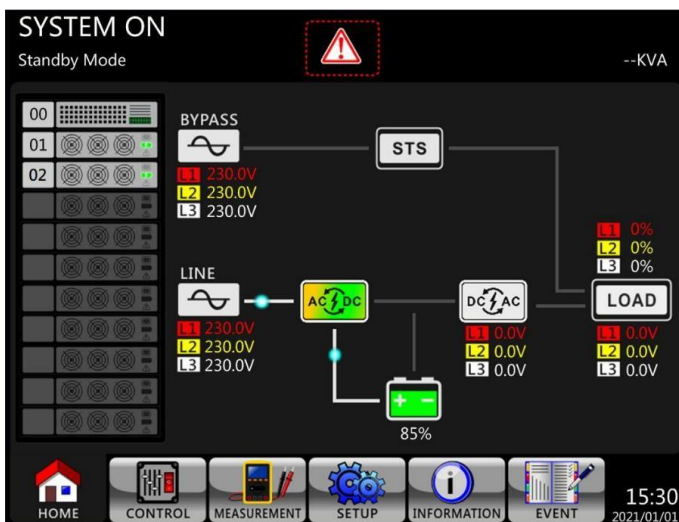 SYSTEM ON
Standby Mode
--KVA
00
01
02
BYPASS
L1 230.0V
L2 230.0V
L3 230.0V
STS
LINE
L1 230.0V
L2 230.0V
L3 230.0V
AC DC
DC AC
L1 0.0V
L2 0.0V
L3 0.0V
L1 0%
L2 0%
L3 0%
LOAD
L1 0.0V
L2 0.0V
L3 0.0V
+ -
85%
HOME
CONTROL
MEASUREMENT
SETUP
INFORMATION
EVENT
15:30
2021/01/01